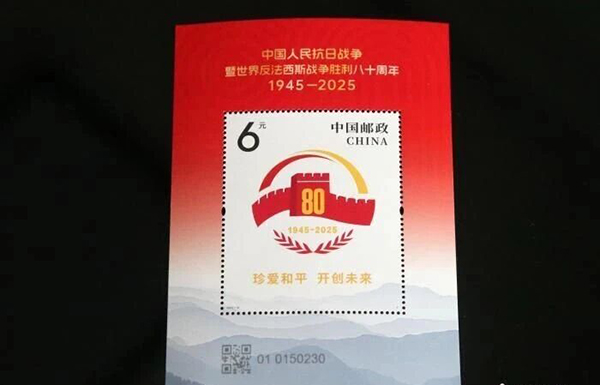 中国人民抗日战争
暨世界反法西斯战争胜利八十周年
1945-2025
6元
中国邮政
CHINA
80
1945-2025
珍爱和平 开创未来
01 0150230